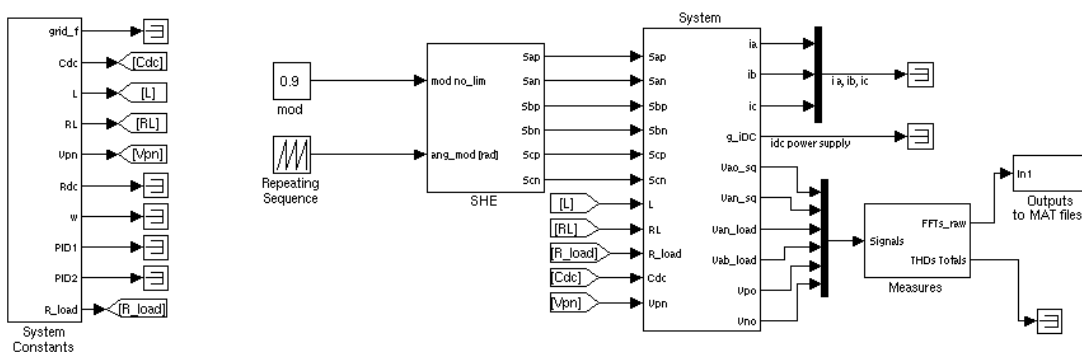 grid_f
Cdc
[Cdc]
L
[L]
RL
[RL]
Vpn
[Vpn]
Rdc
w
PID1
PID2
R_load
[R_load]
System
Constants
0.9
mod
Repeating
Sequence
mod no_lim
ang_mod [rad]
Sap
San
Sbp
Sbn
Scp
Scn
SHE
[L]
[RL]
[R_load]
[Cdc]
[Vpn]
System
Sap
San
Sbp
Sbn
Scp
Scn
L
RL
R_load
Cdc
Vpn
ia
ib
ic
g_iDC
Vao_sq
Van_sq
Van_load
Vab_load
Vpo
Vno
ia, ib, ic
idc power supply
Signals
FFTs_raw
THDs Totals
Measures
In1
Outputs
to MAT files